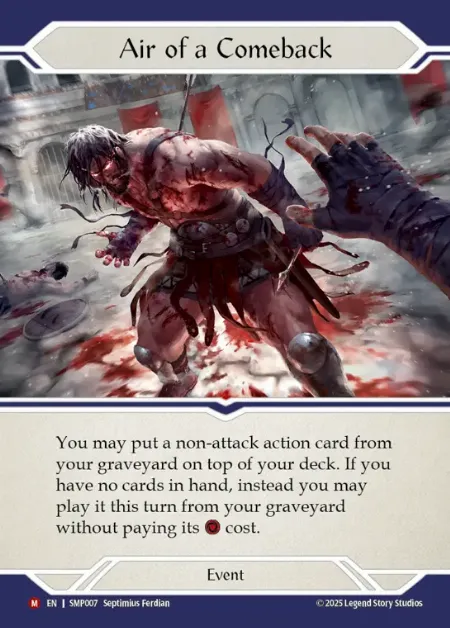 Air of a Comeback
You may put a non-attack action card from
your graveyard on top of your deck. If you
have no cards in hand, instead you may
play it this turn from your graveyard
without paying its cost.
Event
M EN | SMP007 Septimius Ferdian © 2025 Legend Story Studios